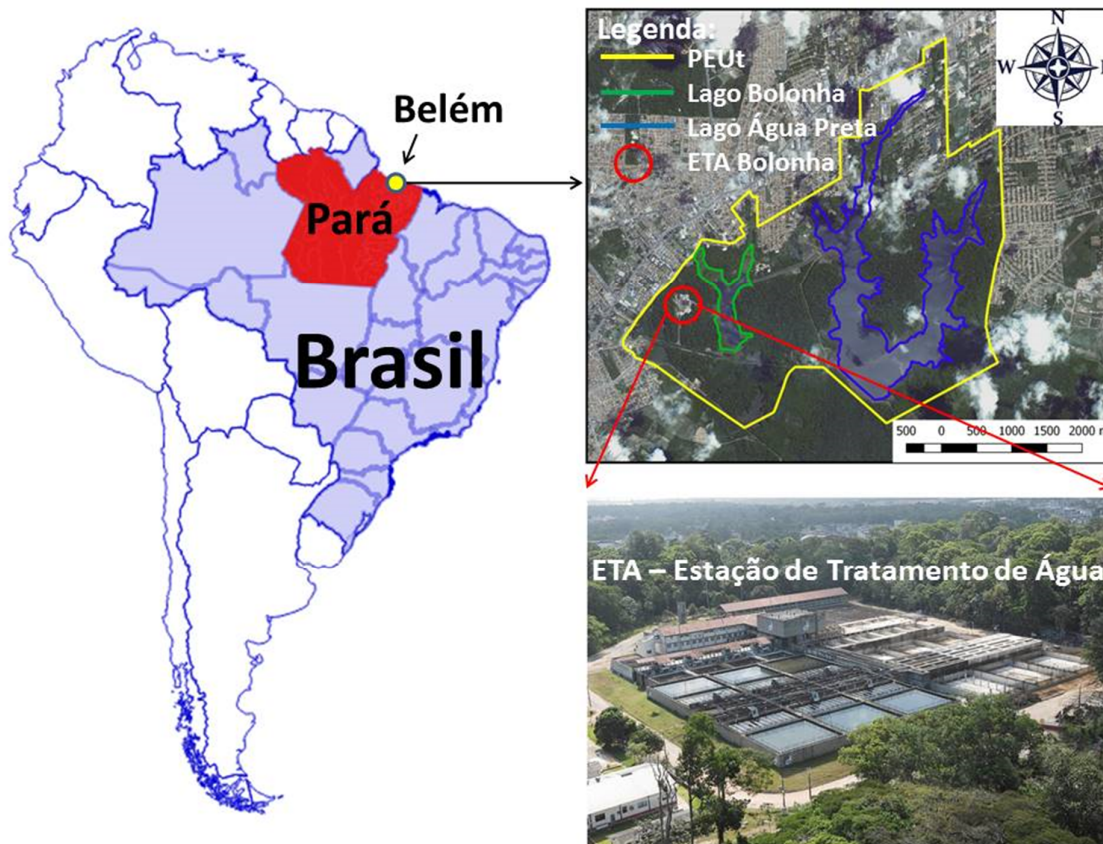 Belém
Pará
Brasil
Legenda:
PEUt
Lago Bolonha
Lago Água Preta
ETA Bolonha
N
W
S
500 0 500 1000 1500 2000 m
ETA – Estação de Tratamento de Água